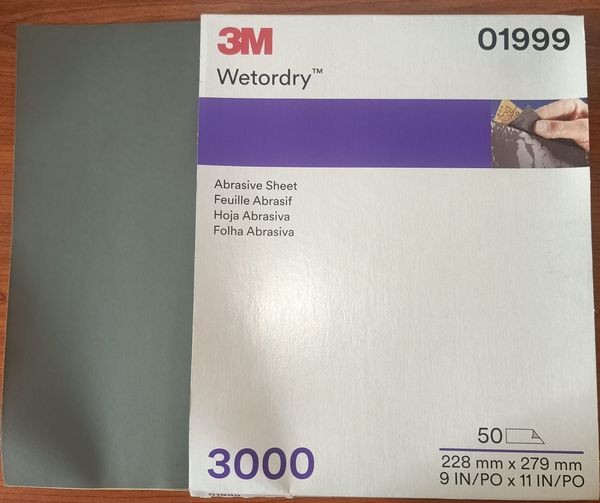 3M
01999
Wetordry™
Abrasive Sheet
Feuille Abrasif
Hoja Abrasiva
Folha Abrasiva
50
3000
228 mm x 279 mm
9 IN/PO x 11 IN/PO
01999